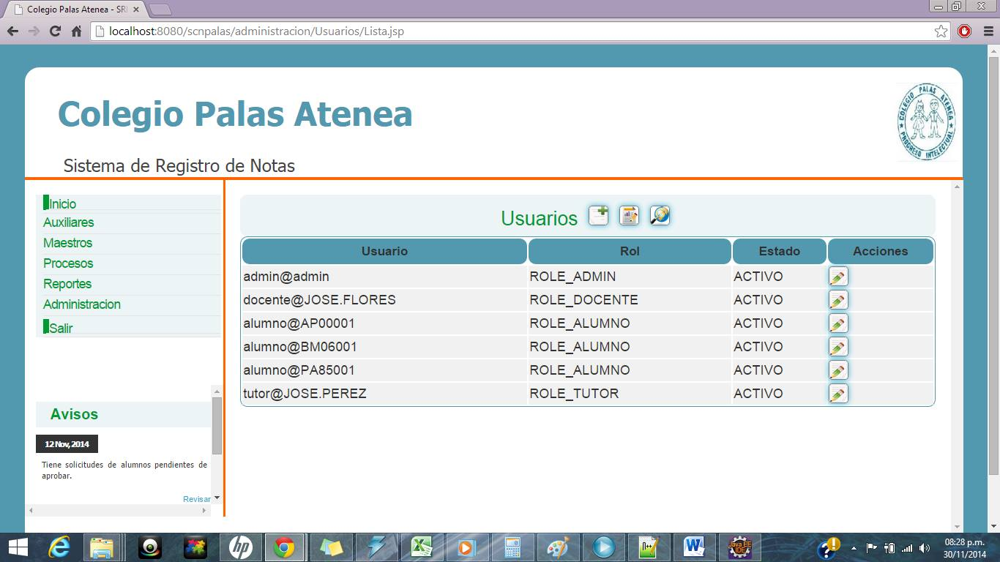 Colegio Palas Atenea - SRI
localhost:8080/scnpalas/administracion/Usuarios/Lista.jsp
Colegio Palas Atenea
COLEGIO PALAS ATENEA
PROGRESO INTELECTUAL
Sistema de Registro de Notas
Inicio
Auxiliares
Maestros
Procesos
Reportes
Administracion
Salir
Avisos
12 Nov, 2014
Tiene solicitudes de alumnos pendientes de
aprobar.
Revisar
Usuarios
Usuario Rol Estado Acciones
admin@admin ROLE_ADMIN ACTIVO
docente@JOSE.FLORES ROLE_DOCENTE ACTIVO
alumno@AP00001 ROLE_ALUMNO ACTIVO
alumno@BM06001 ROLE_ALUMNO ACTIVO
alumno@PA85001 ROLE_ALUMNO ACTIVO
tutor@JOSE.PEREZ ROLE_TUTOR ACTIVO
hp
Java EE
IDE
08:28 p.m.
30/11/2014